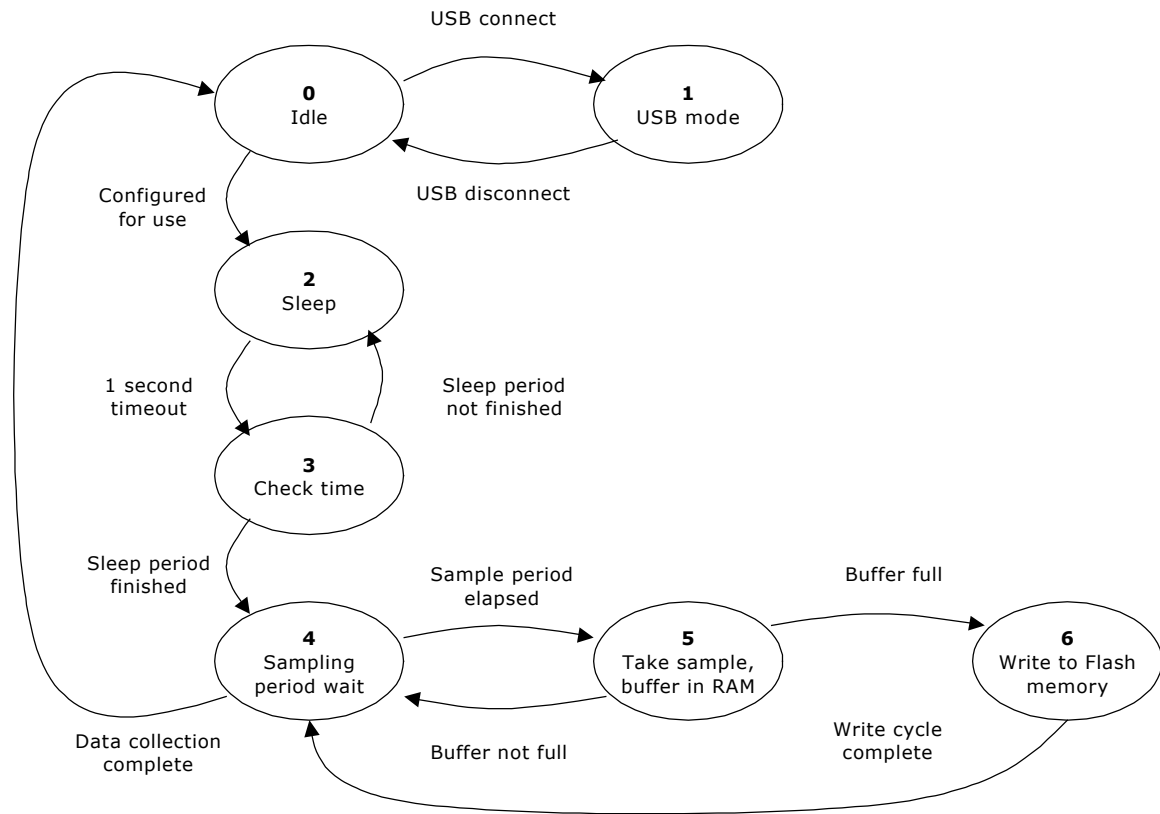 USB connect
0
Idle
1
USB mode
USB disconnect
Configured
for use
2
Sleep
1 second
timeout
Sleep period
not finished
3
Check time
Sleep period
finished
Sample period
elapsed
Buffer full
4
Sampling
period wait
5
Take sample,
buffer in RAM
6
Write to Flash
memory
Data collection
complete
Buffer not full
Write cycle
complete